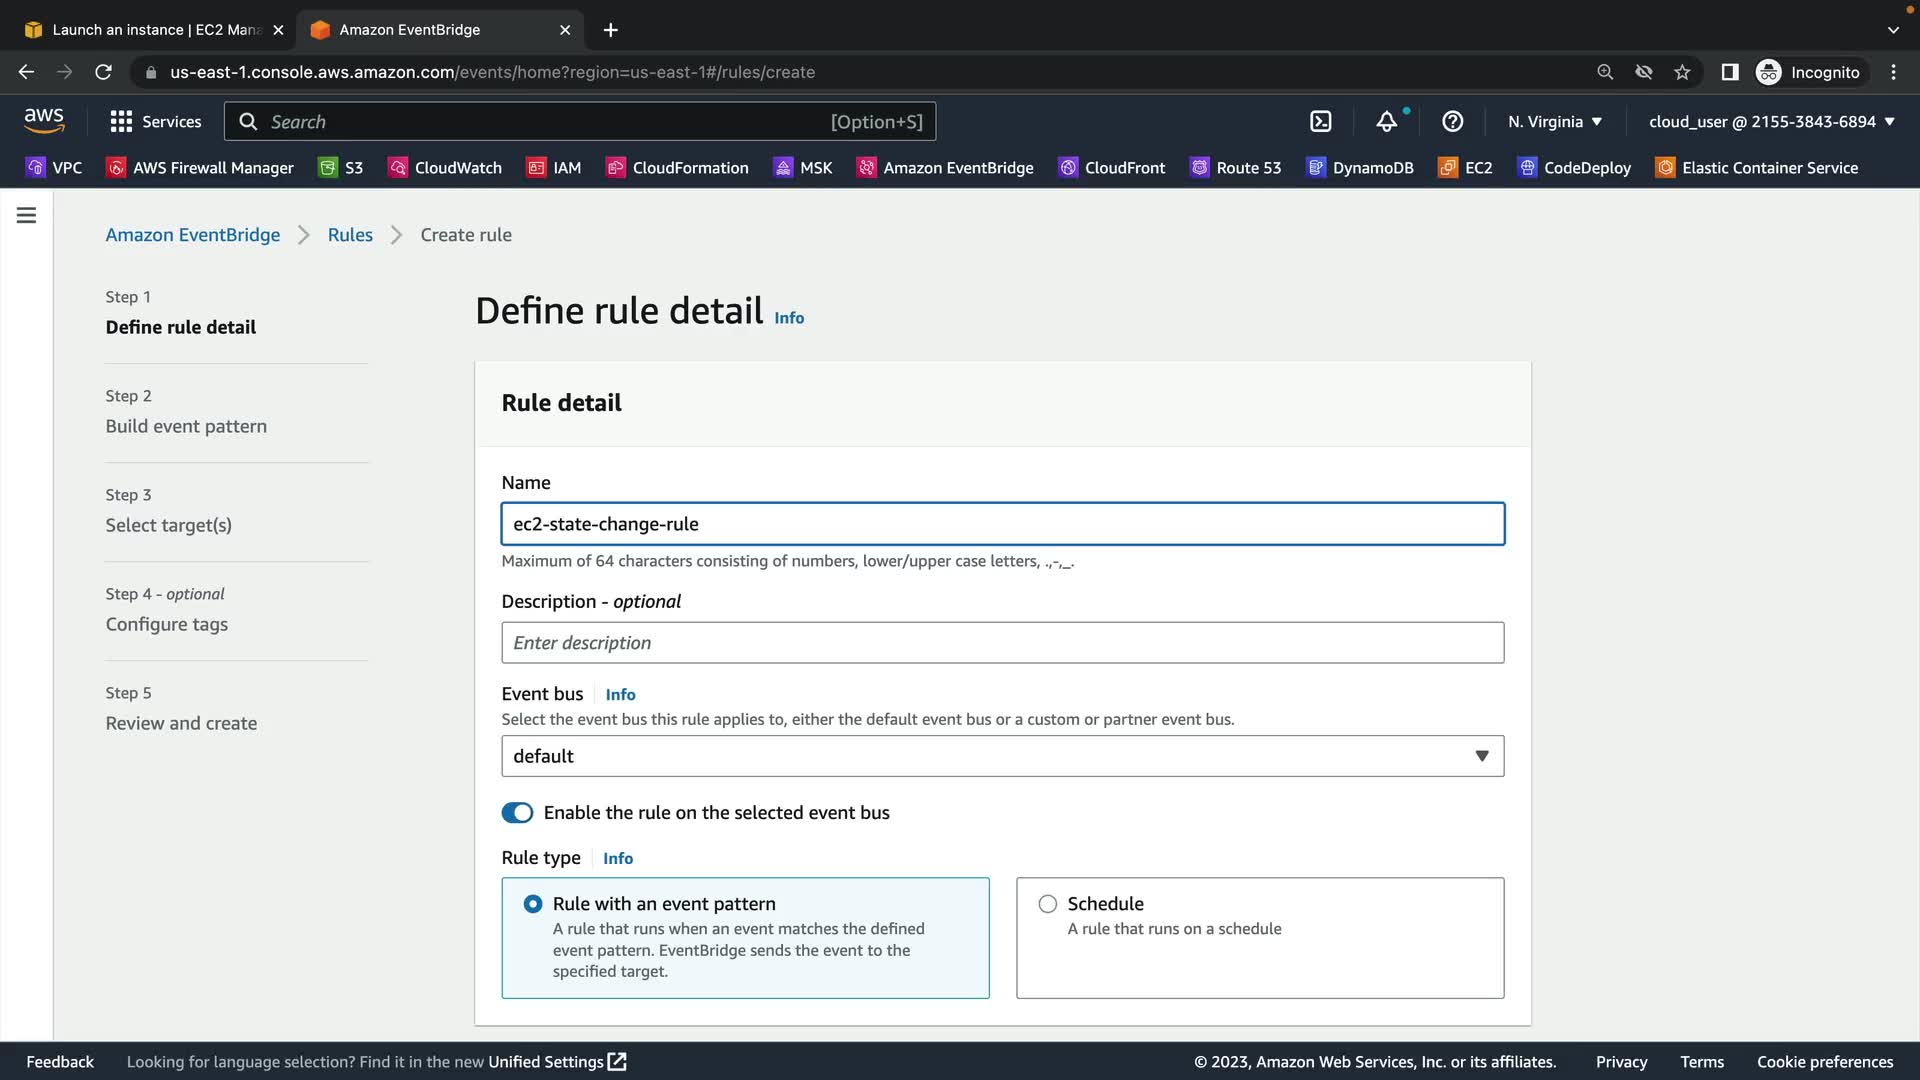 Launch an instance | EC2 Mana
Amazon EventBridge
us-east-1.console.aws.amazon.com/events/home?region=us-east-1#/rules/create
Incognito
aws
Services
Search
[Option+S]
N. Virginia
cloud_user @ 2155-3843-6894
VPC
AWS Firewall Manager
S3
CloudWatch
IAM
CloudFormation
MSK
Amazon EventBridge
CloudFront
Route 53
DynamoDB
EC2
CodeDeploy
Elastic Container Service
Amazon EventBridge
Rules
Create rule
Step 1
Define rule detail
Step 2
Build event pattern
Step 3
Select target(s)
Step 4 - optional
Configure tags
Step 5
Review and create
Define rule detail Info
Rule detail
Name
ec2-state-change-rule
Maximum of 64 characters consisting of numbers, lower/upper case letters, .,-,_.
Description - optional
Enter description
Event bus Info
Select the event bus this rule applies to, either the default event bus or a custom or partner event bus.
default
Enable the rule on the selected event bus
Rule type Info
Rule with an event pattern
A rule that runs when an event matches the defined
event pattern. EventBridge sends the event to the
specified target.
Schedule
A rule that runs on a schedule
Feedback
Looking for language selection? Find it in the new Unified Settings
© 2023, Amazon Web Services, Inc. or its affiliates.
Privacy
Terms
Cookie preferences